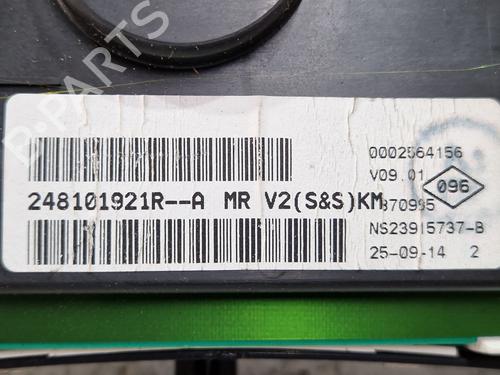 B-PARTS
0002564156
V09.01
096
248101921R--A MR V2(S&S)KM
370995
NS23915737-B
25-09-14 2